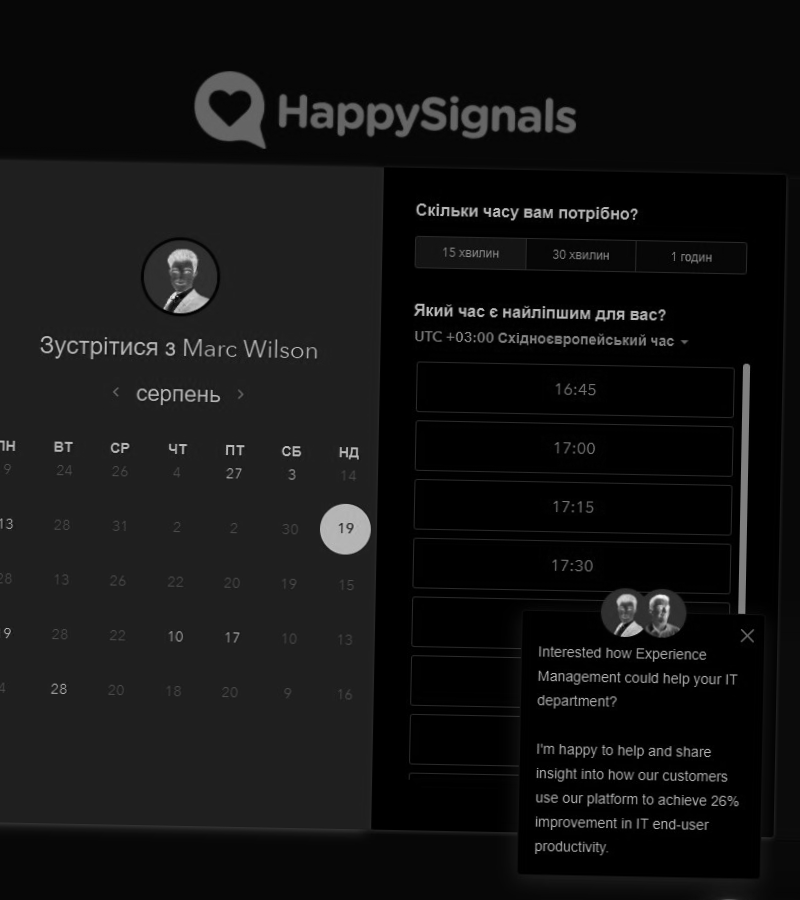 HappySignals
Зустрітися з Marc Wilson
серпень
ПН ВТ СР ЧТ ПТ СБ НД
9 24 26 4 27 3 14
13 28 31 2 2 30 19
28 13 26 22 20 19 15
19 28 22 10 17 10 13
4 28 20 18 20 9 16
Скільки часу вам потрібно?
15 хвилин 30 хвилин 1 годин
Який час є найліпшим для вас?
UTC +03:00 Східноєвропейський час
16:45
17:00
17:15
17:30
Interested how Experience
Management could help your IT
department?
I'm happy to help and share
insight into how our customers
use our platform to achieve 26%
improvement in IT end-user
productivity.